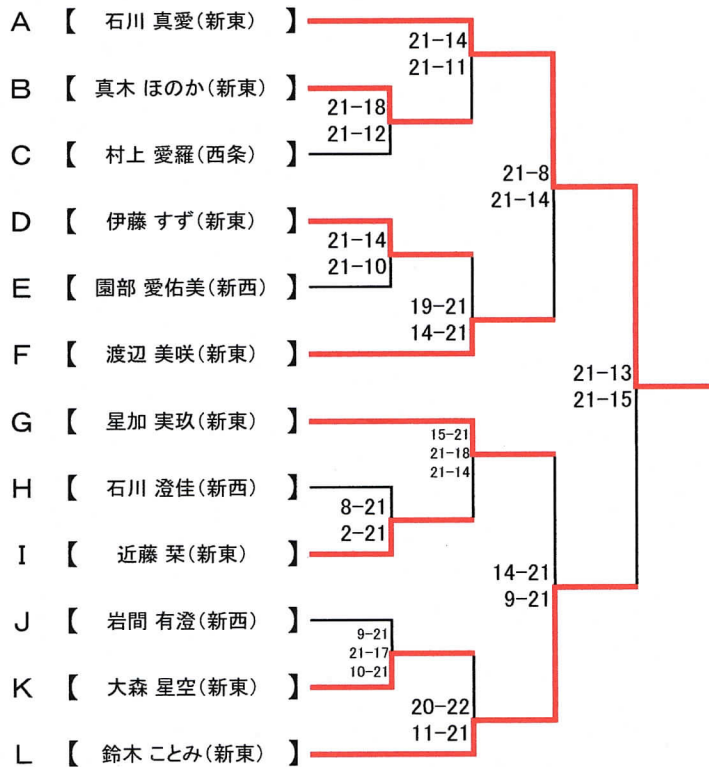 A 【 石川 真愛(新東) 】
21-14
21-11
B 【 真木 ほのか(新東) 】
21-18
21-12
C 【 村上 愛羅(西条) 】
21-8
21-14
D 【 伊藤 すず(新東) 】
21-14
21-10
E 【 園部 愛佑美(新西) 】
19-21
14-21
F 【 渡辺 美咲(新東) 】
21-13
21-15
G 【 星加 実玖(新東) 】
15-21
21-18
21-14
H 【 石川 澄佳(新西) 】
8-21
2-21
I 【 近藤 栞(新東) 】
14-21
9-21
J 【 岩間 有澄(新西) 】
9-21
21-17
10-21
K 【 大森 星空(新東) 】
20-22
11-21
L 【 鈴木 ことみ(新東) 】